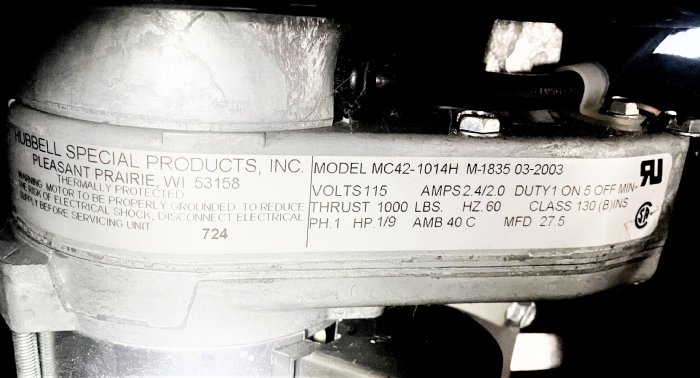 HUBBELL SPECIAL PRODUCTS, INC.
PLEASANT PRAIRIE, WI 53158
THERMALLY PROTECTED
WARNING MOTOR TO BE PROPERLY GROUNDED TO REDUCE
THE RISK OF ELECTRICAL SHOCK, DISCONNECT ELECTRICAL
SUPPLY BEFORE SERVICING UNIT
724
MODEL MC42-1014H M-1835 03-2003
VOLTS 115 AMPS 2.4/2.0 DUTY 1 ON 5 OFF MIN-
THRUST 1000 LBS. HZ. 60 CLASS 130 (B)INS
PH.1 HP. 1/9 AMB 40 C MFD 27.5